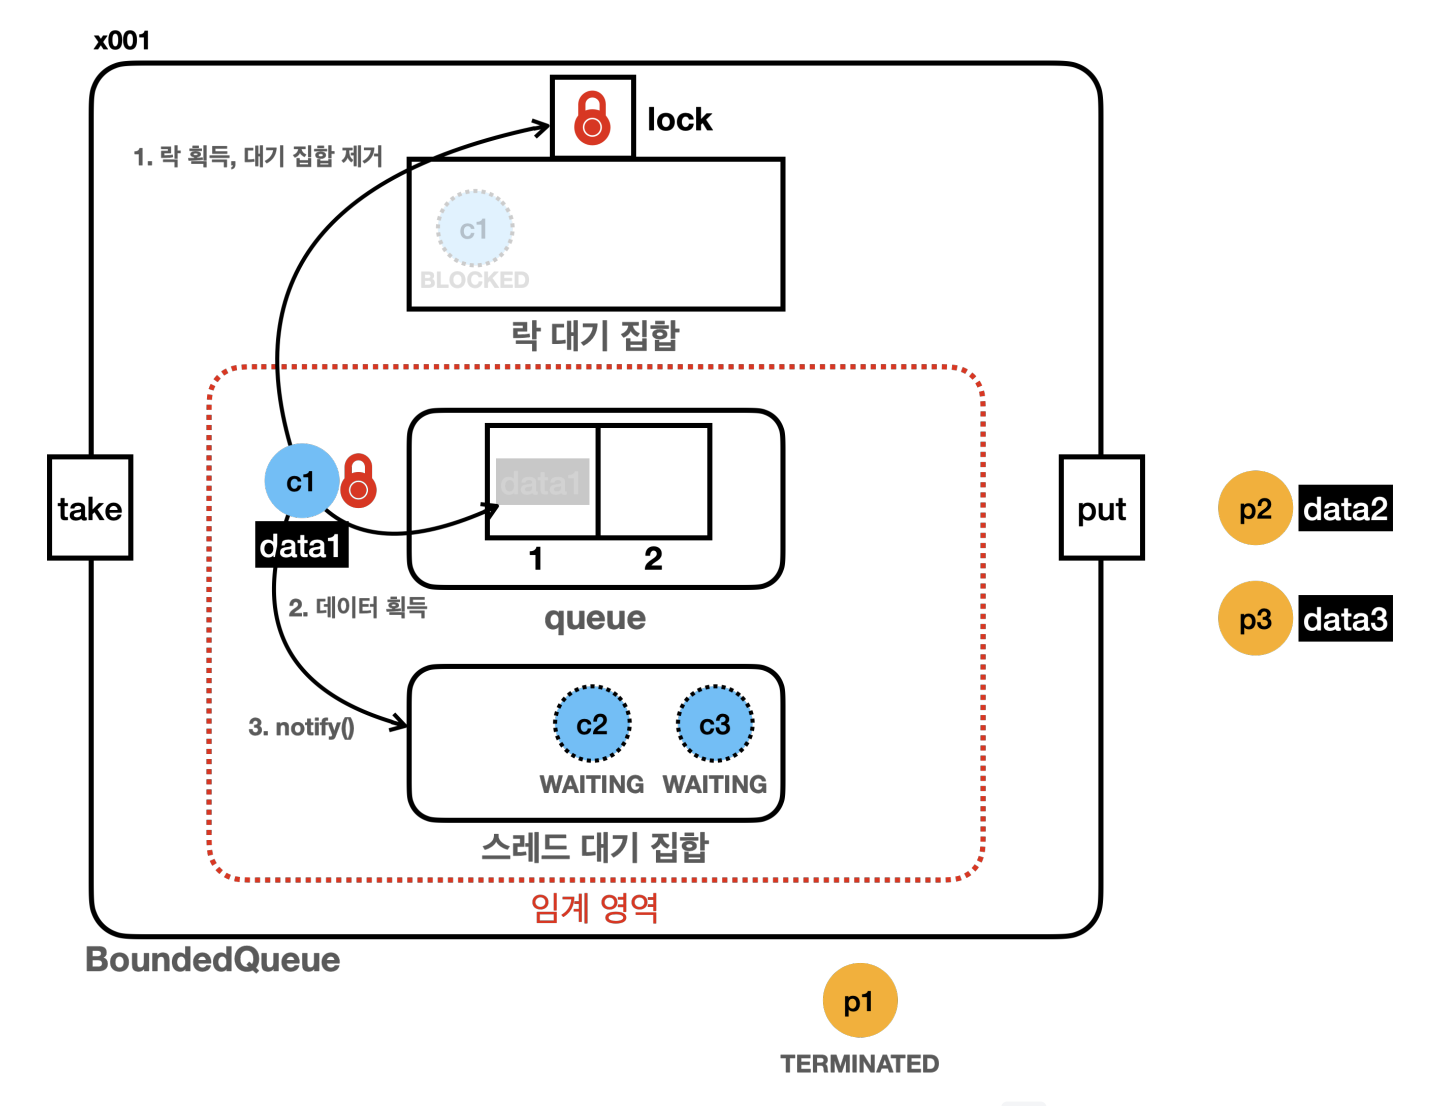 x001
lock
1. 락 획득, 대기 집합 제거
c1
BLOCKED
락 대기 집합
take
c1
data1
data1
1
2
queue
2. 데이터 획득
3. notify()
c2
c3
WAITING
WAITING
스레드 대기 집합
임계 영역
BoundedQueue
put
p2
data2
p3
data3
p1
TERMINATED